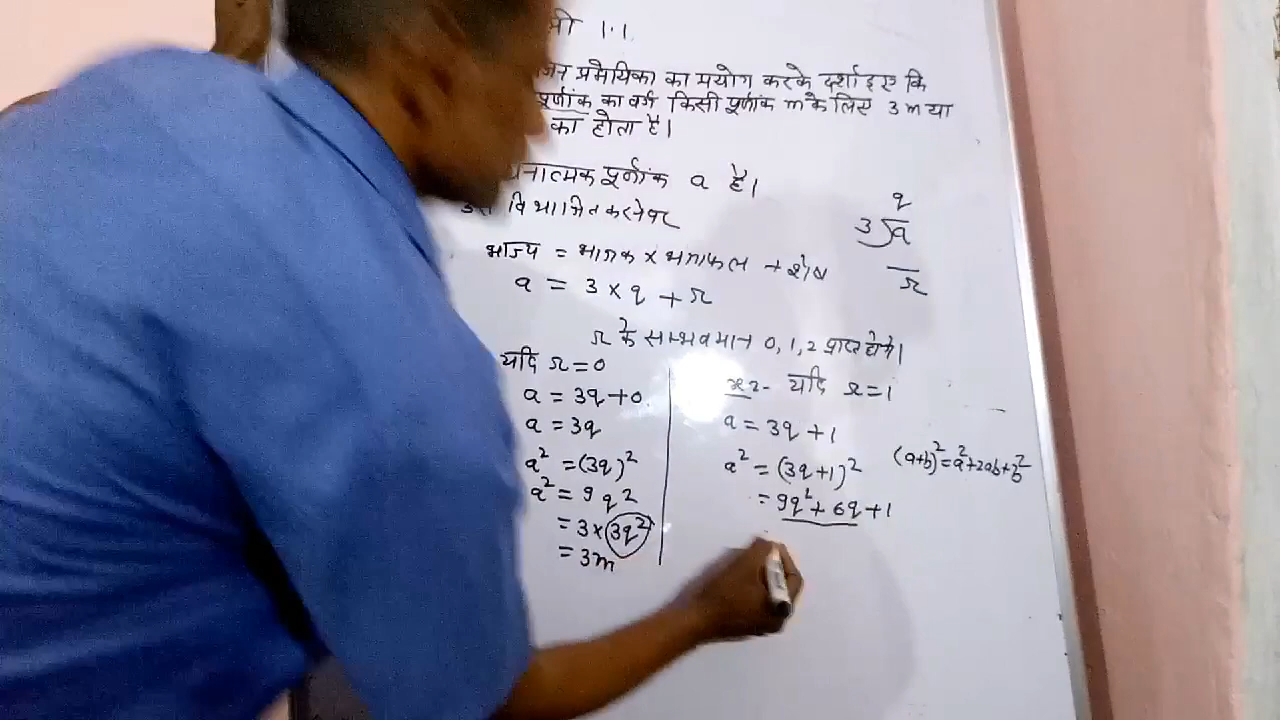 1.1
प्रमेयिका का प्रयोग करके दर्शाइए कि
पूर्णांक का वर्ग किसी पूर्णांक m के लिए 3m या
का होता है।
धनात्मक पूर्णांक a है।
विभाजित करने पर
भाज्य = भाजक × भागफल + शेष
a = 3 × q + r
q
3 a
r
r के सम्भव मान 0, 1, 2 प्राप्त होंगे।
यदि r = 0
a = 3q + 0
a = 3q
a² = (3q)²
a² = 9q²
= 3 × 3q²
= 3m
यदि r = 1
a = 3q + 1
a² = (3q+1)²
= 9q² + 6q + 1
(a+b)² = a² + 2ab + b²